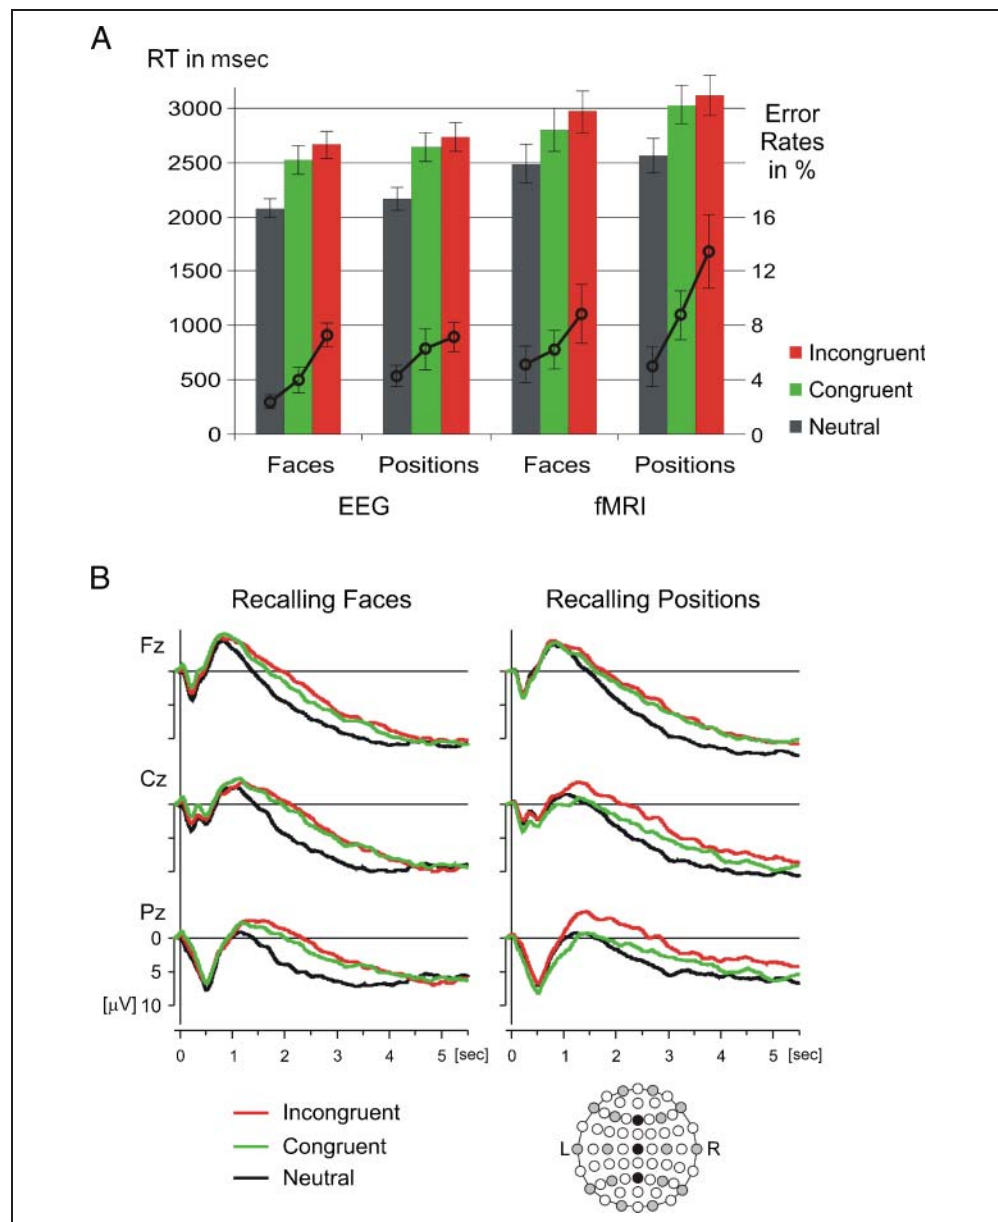 A
RT in msec
3000
2500
2000
1500
1000
500
0
Error
Rates
in %
16
12
8
4
0
Incongruent
Congruent
Neutral
Faces Positions Faces Positions
EEG fMRI
B
Recalling Faces Recalling Positions
Fz
Cz
Pz
0
5
[µV] 10
0 1 2 3 4 5 [sec] 0 1 2 3 4 5 [sec]
Incongruent
Congruent
Neutral
L R